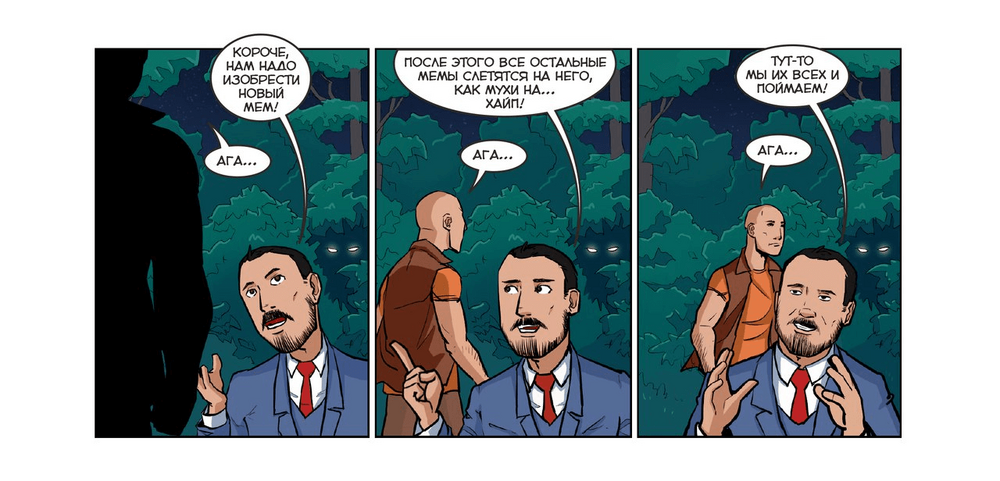 КОРОЧЕ,
НАМ НАДО
ИЗОБРЕСТИ
НОВЫЙ
МЕМ!
АГА...
ПОСЛЕ ЭТОГО ВСЕ ОСТАЛЬНЫЕ
МЕМЫ СЛЕТЯТСЯ НА НЕГО,
КАК МУХИ НА...
ХАЙП!
АГА...
ТУТ-ТО
МЫ ИХ ВСЕХ И
ПОЙМАЕМ!
АГА...